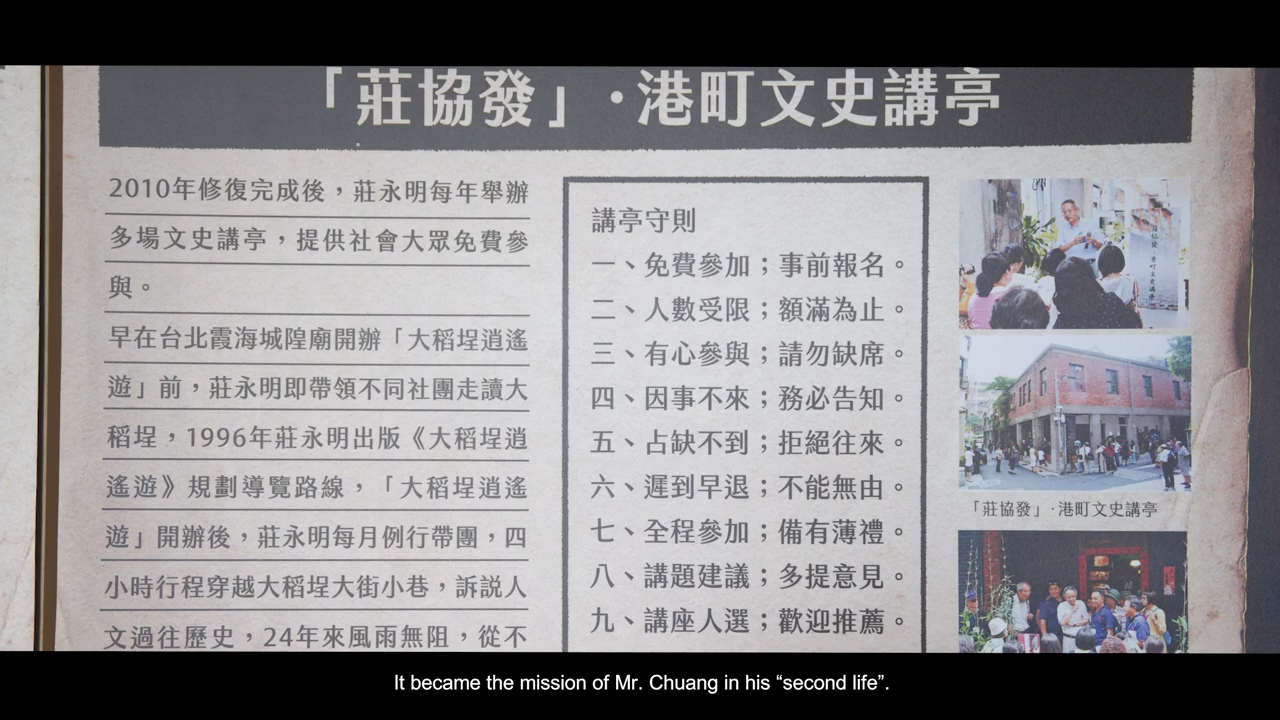 「莊協發」·港町文史講亭
2010年修復完成後，莊永明每年舉辦
多場文史講亭，提供社會大眾免費參
與。
早在台北霞海城隍廟開辦「大稻埕逍遙
遊」前，莊永明即帶領不同社團走讀大
稻埕，1996年莊永明出版《大稻埕逍
遙遊》規劃導覽路線，「大稻埕逍遙
遊」開辦後，莊永明每月例行帶團，四
小時行程穿越大稻埕大街小巷，訴說人
文過往歷史，24年來風雨無阻，從不
講亭守則
一、免費參加；事前報名。
二、人數受限；額滿為止。
三、有心參與；請勿缺席。
四、因事不來；務必告知。
五、占缺不到；拒絕往來。
六、遲到早退；不能無由。
七、全程參加；備有薄禮。
八、講題建議；多提意見。
九、講座人選；歡迎推薦。
「莊協發」·港町文史講亭
It became the mission of Mr. Chuang in his “second life”.